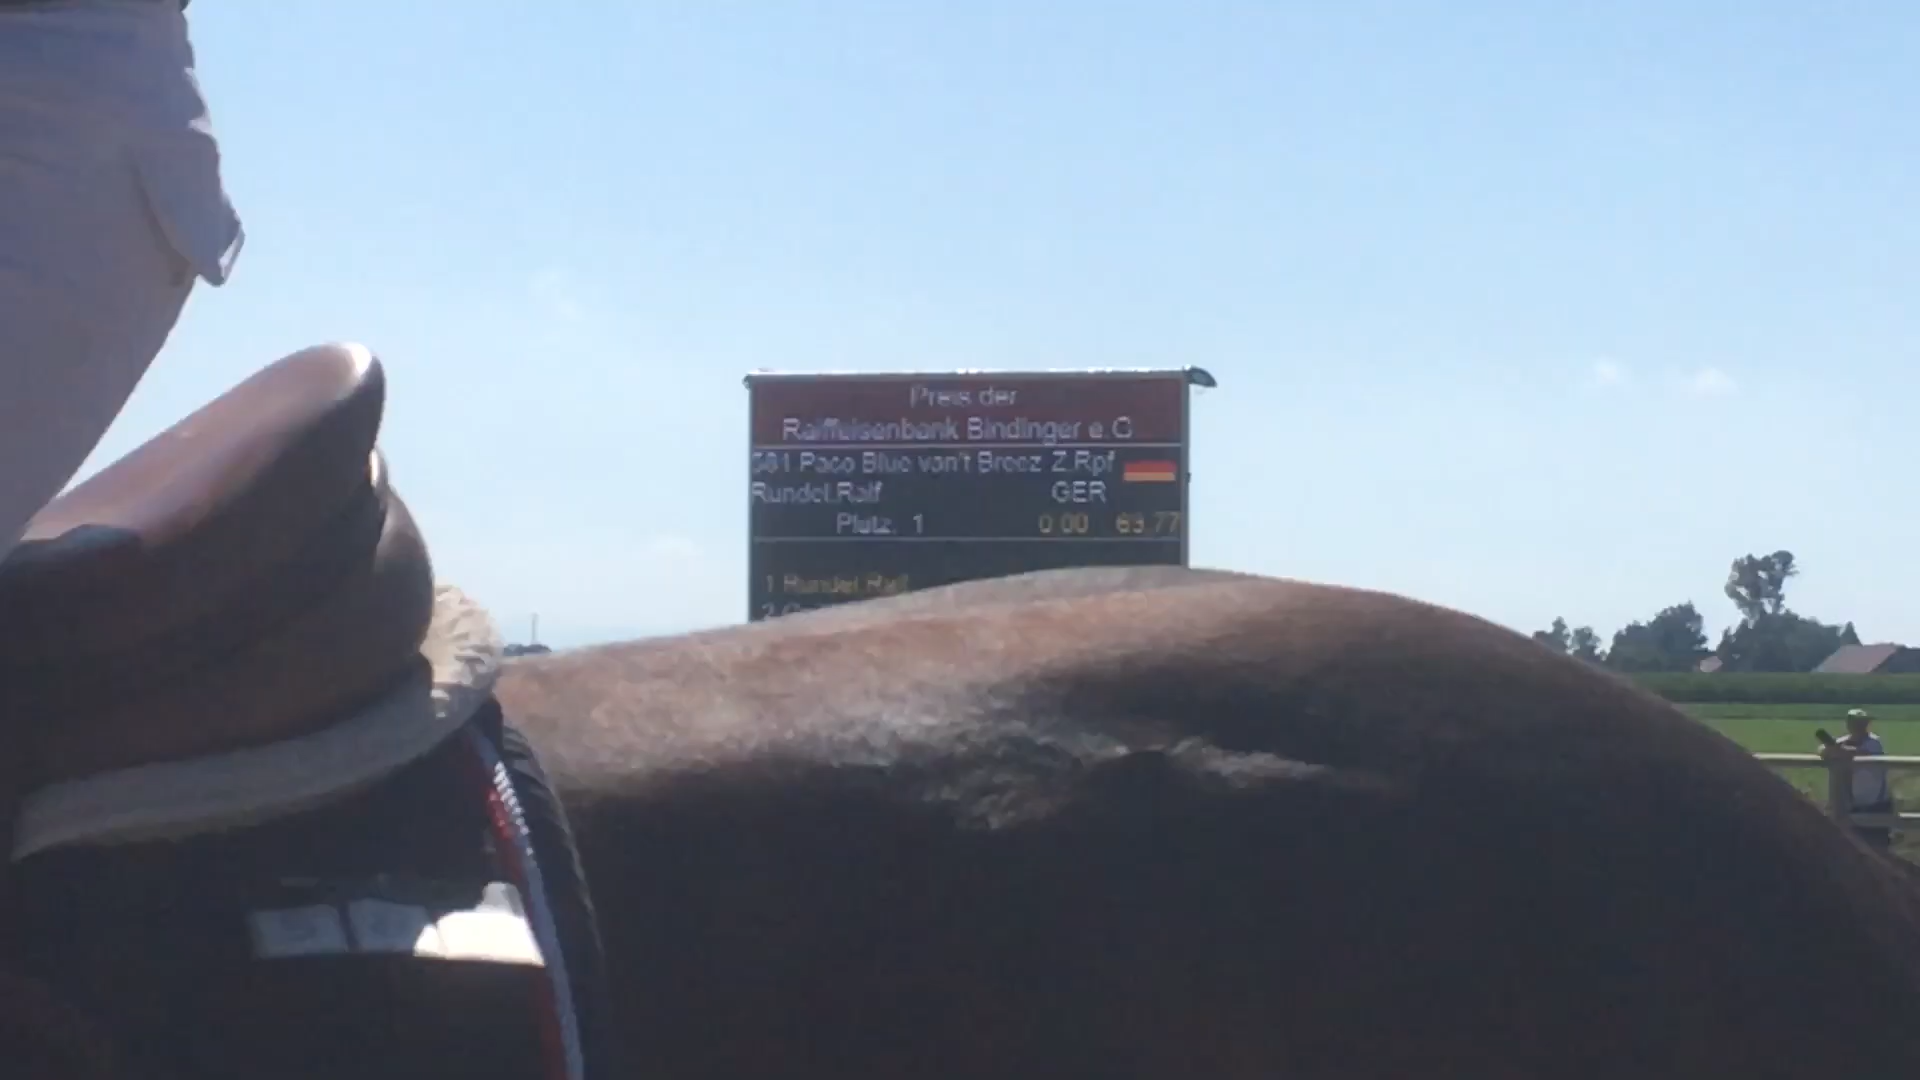 Preis der
Raiffeisenbank Bindinger e.G
581 Paco Blue van't Breez Z.Rpf
Rundel,Ralf GER
Platz: 1 0.00 63.77
1 Rundel,Ralf